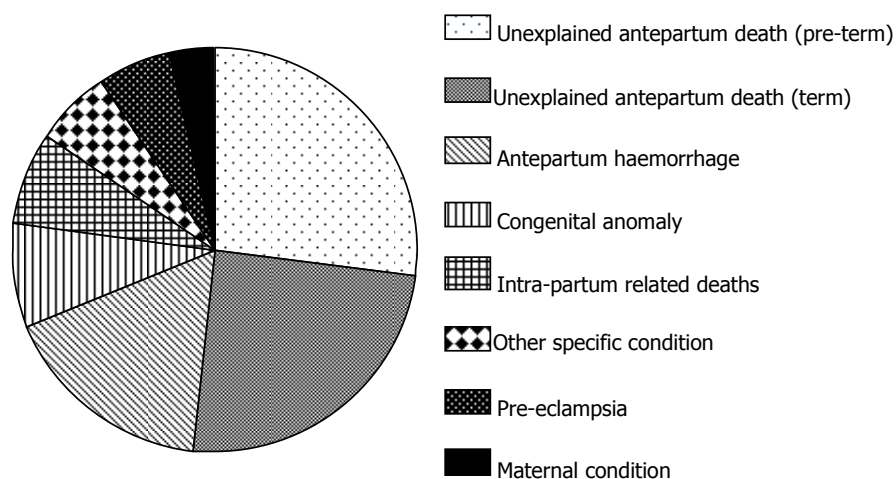 Unexplained antepartum death (pre-term)
Unexplained antepartum death (term)
Antepartum haemorrhage
Congenital anomaly
Intra-partum related deaths
Other specific condition
Pre-eclampsia
Maternal condition